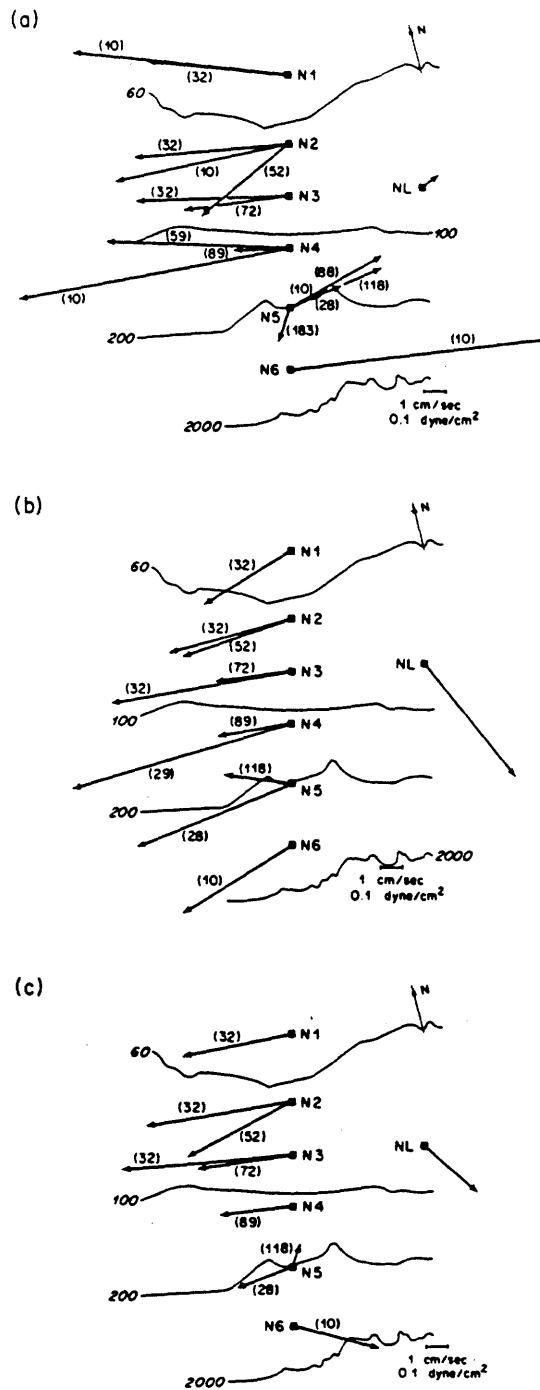 (a)
N
(10)
(32)
N1
60
(32)
N2
(10)
(52)
(32)
N3
NL
(72)
(59)
100
(89)
N4
(10)
(88)
(118)
(10)
(28)
N5
200
(183)
(10)
N6
1 cm/sec
0.1 dyne/cm²
2000
(b)
N
(32)
N1
60
(32)
N2
(52)
(72)
N3
NL
(32)
100
(89)
N4
(29)
(118)
N5
200
(28)
N6
2000
(10)
1 cm/sec
0.1 dyne/cm²
(c)
N
(32)
N1
60
(32)
N2
(52)
(32)
N3
NL
(72)
100
N4
(89)
(118)
N5
(28)
200
N6
(10)
1 cm/sec
0.1 dyne/cm²
2000